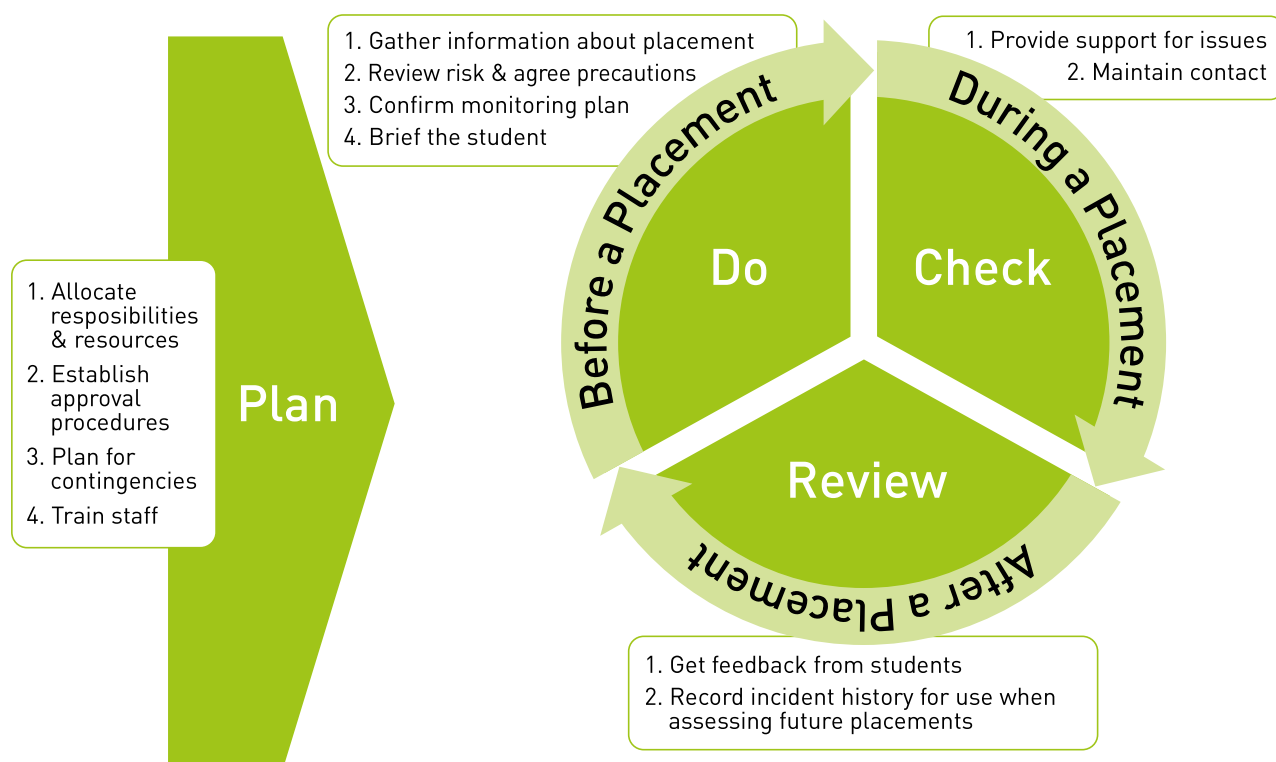 1. Allocate
resposibilities
& resources
2. Establish
approval
procedures
3. Plan for
contingencies
4. Train staff
Plan
1. Gather information about placement
2. Review risk & agree precautions
3. Confirm monitoring plan
4. Brief the student
Before a Placement
Do
1. Provide support for issues
2. Maintain contact
During a Placement
Check
Review
After a Placement
1. Get feedback from students
2. Record incident history for use when
assessing future placements